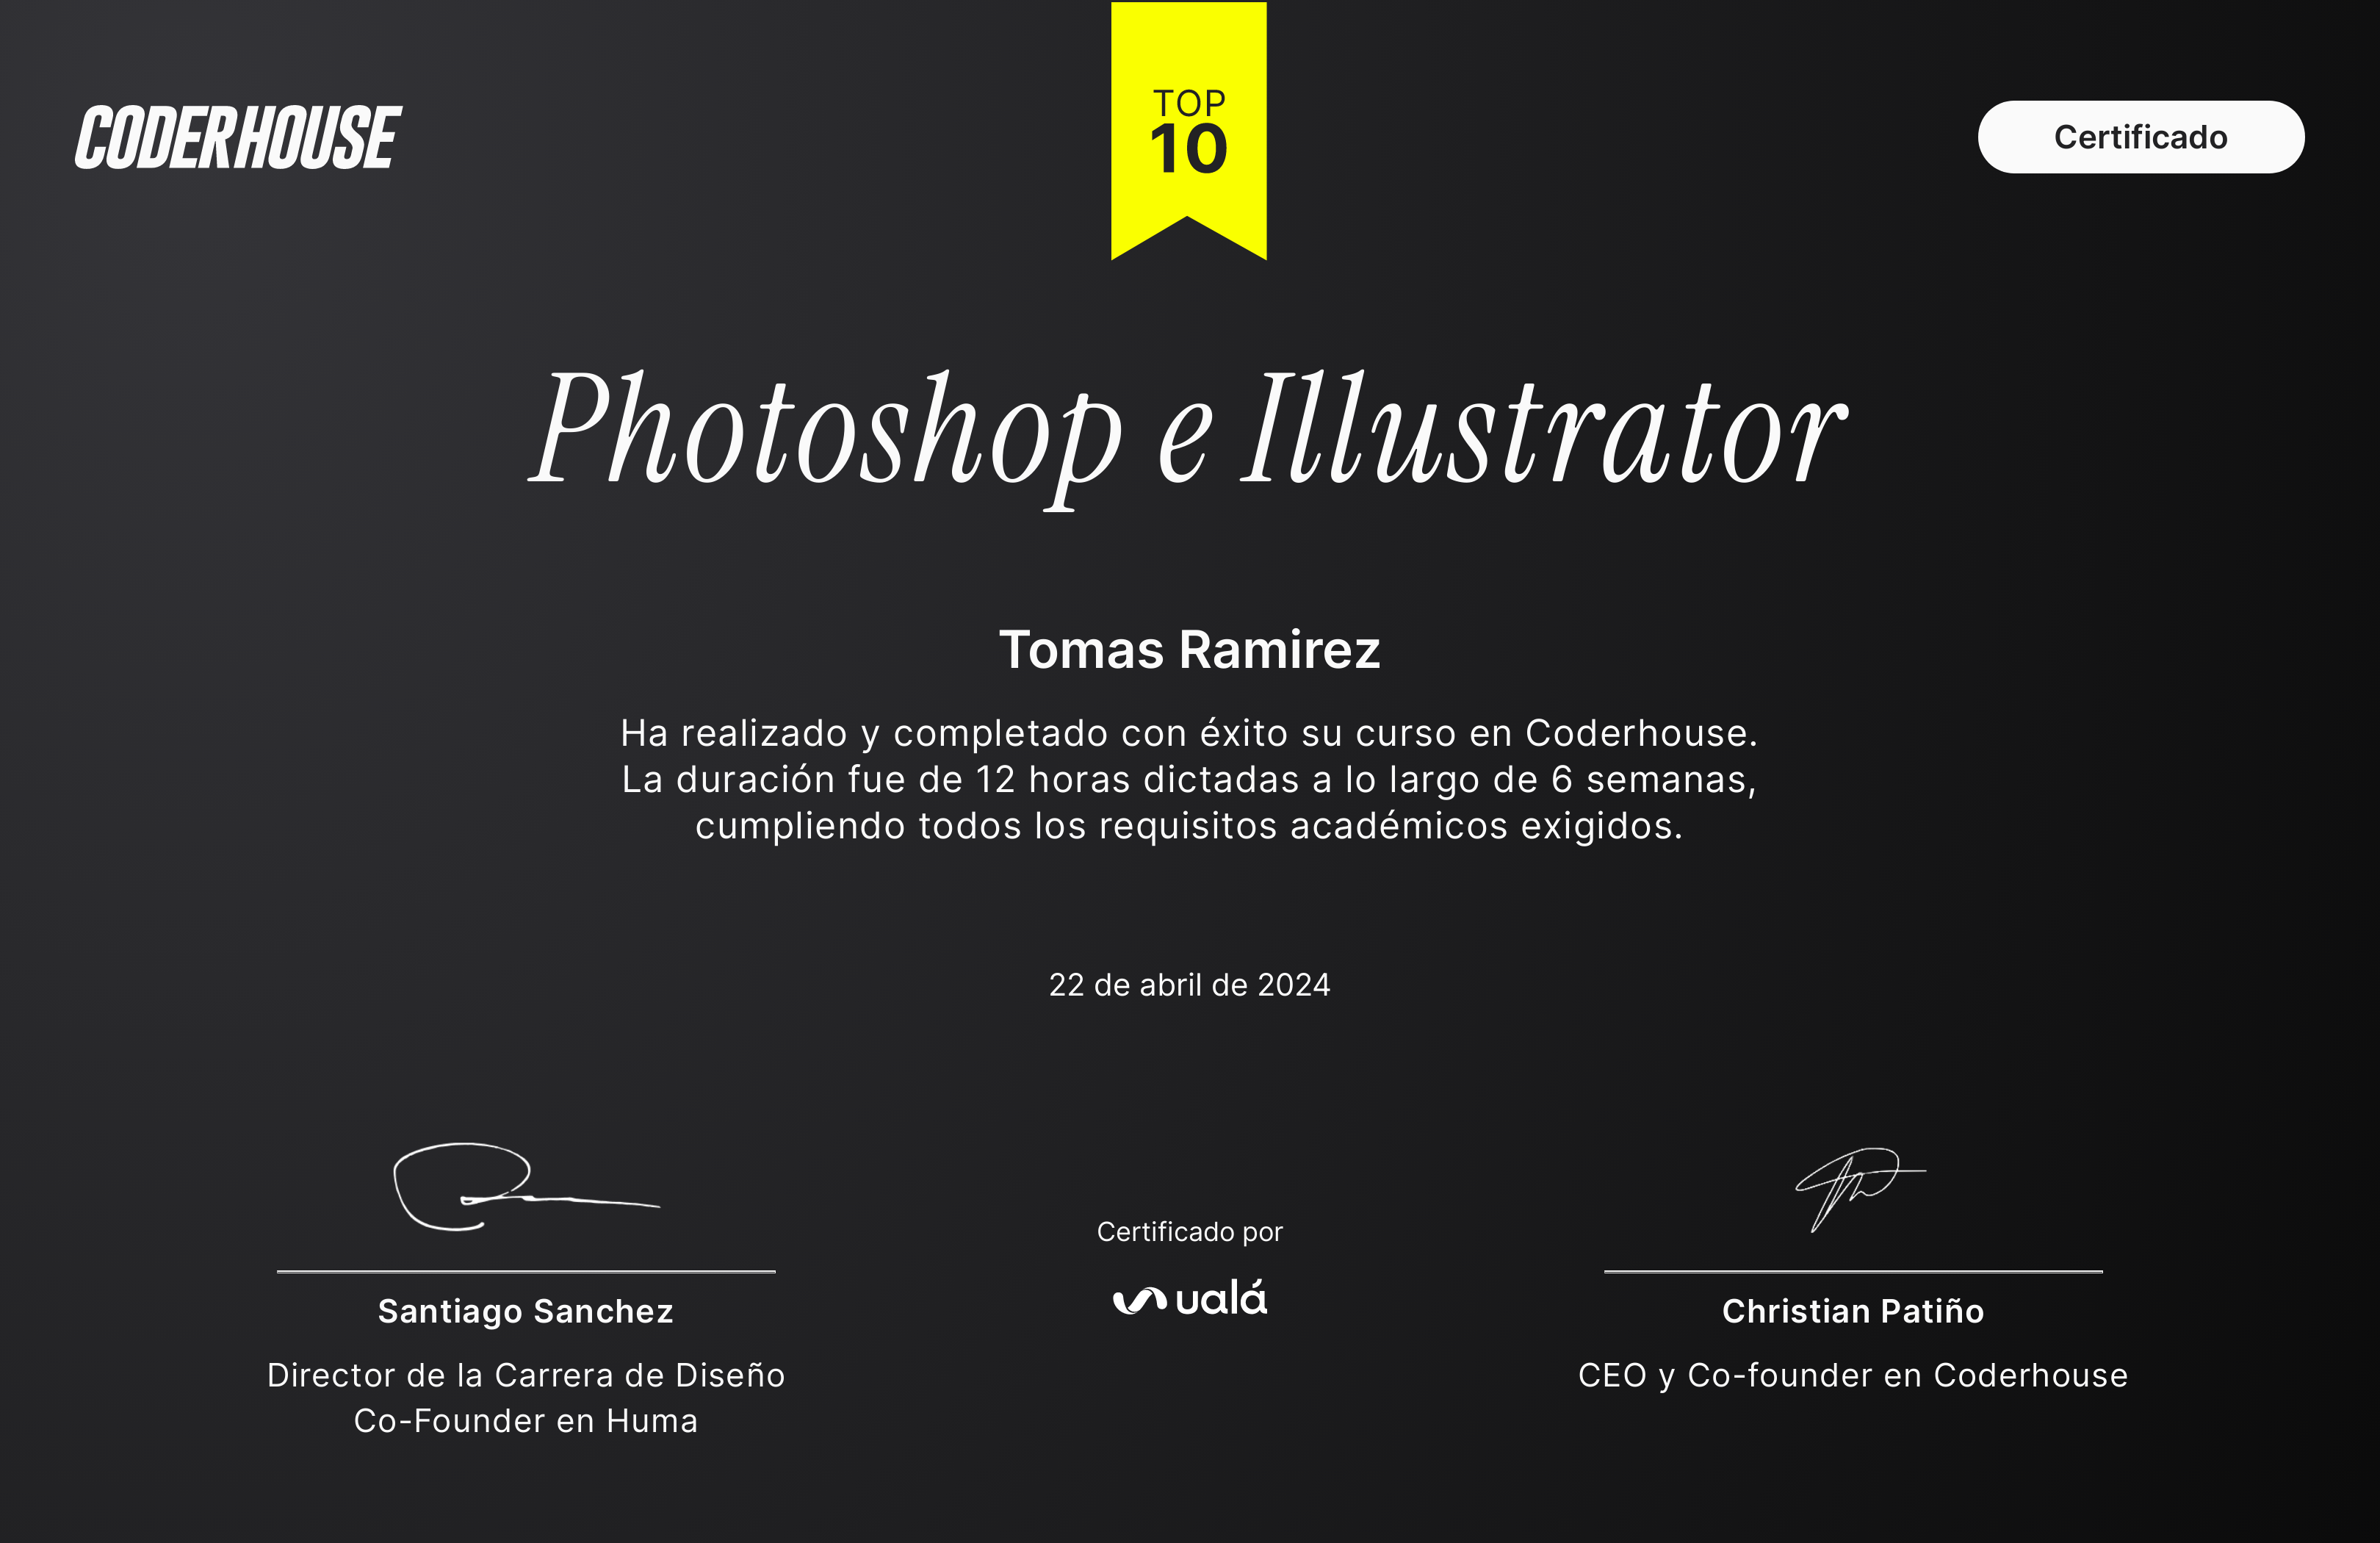 CODERHOUSE
TOP
10
Certificado
Photoshop e Illustrator
Tomas Ramirez
Ha realizado y completado con éxito su curso en Coderhouse.
La duración fue de 12 horas dictadas a lo largo de 6 semanas,
cumpliendo todos los requisitos académicos exigidos.
22 de abril de 2024
Santiago Sanchez
Director de la Carrera de Diseño
Co-Founder en Huma
Certificado por
ualá
Christian Patiño
CEO y Co-founder en Coderhouse